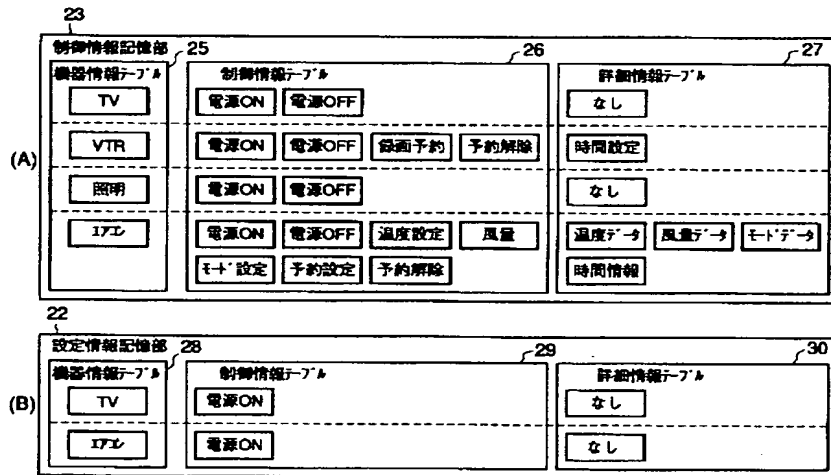 23
制御情報記憶部
25
26
27
機器情報テーブル
制御情報テーブル
詳細情報テーブル
TV
電源ON 電源OFF
なし
(A)
VTR
電源ON 電源OFF 録画予約 予約解除
時間設定
照明
電源ON 電源OFF
なし
エアコン
電源ON 電源OFF 温度設定 風量
温度データ 風量データ モードデータ
モード設定 予約設定 予約解除
時間情報
22
設定情報記憶部
28
29
30
機器情報テーブル
制御情報テーブル
詳細情報テーブル
(B)
TV
電源ON
なし
エアコン
電源ON
なし